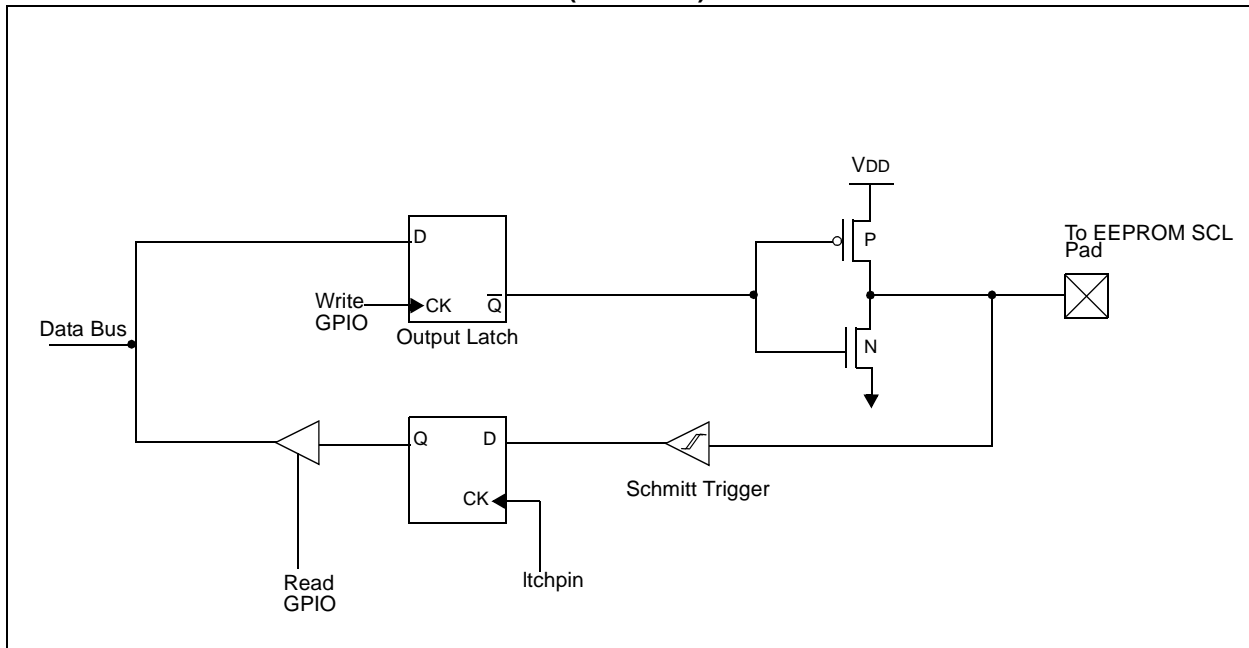 VDD
P
To EEPROM SCL
Pad
D
Write
GPIO
CK
Q
Output Latch
Data Bus
N
Q
D
Schmitt Trigger
CK
ltchpin
Read
GPIO